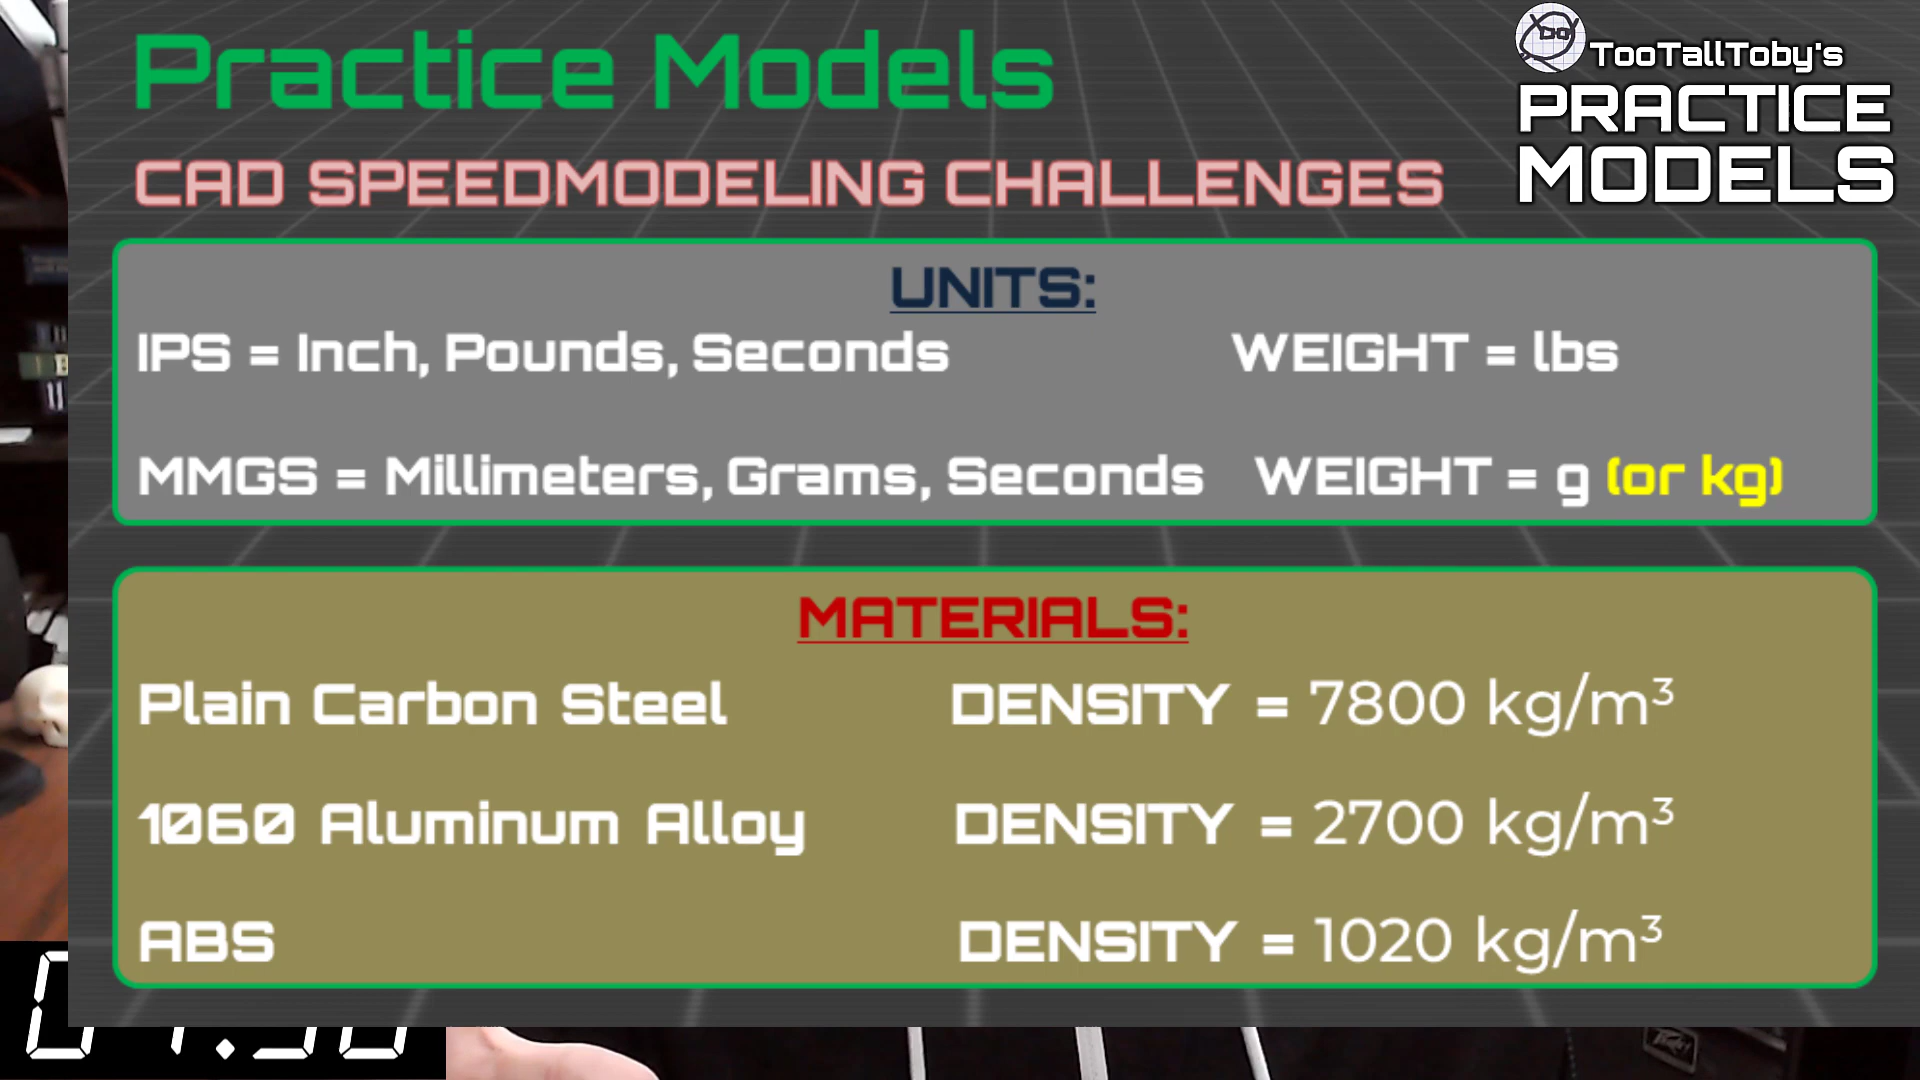 Practice Models
TooTallToby's
PRACTICE
MODELS
CAD SPEEDMODELING CHALLENGES
UNITS:
IPS = Inch, Pounds, Seconds WEIGHT = lbs
MMGS = Millimeters, Grams, Seconds WEIGHT = g (or kg)
MATERIALS:
Plain Carbon Steel DENSITY = 7800 kg/m³
1060 Aluminum Alloy DENSITY = 2700 kg/m³
ABS DENSITY = 1020 kg/m³